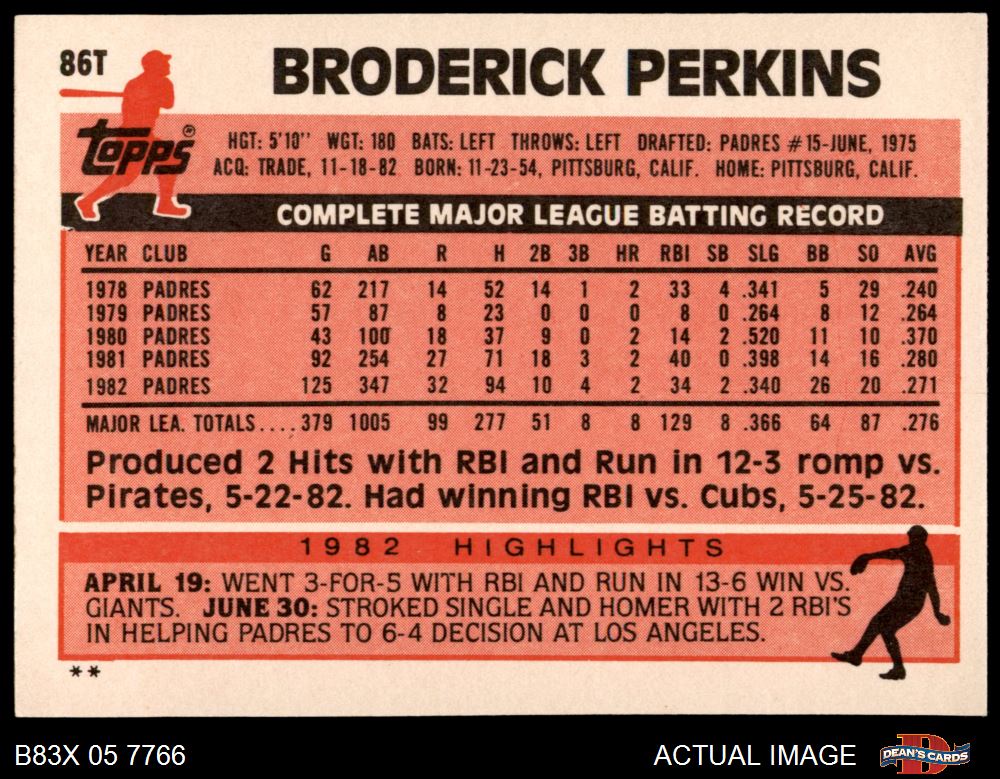 86T
BRODERICK PERKINS
topps®
HGT: 5'10" WGT: 180 BATS: LEFT THROWS: LEFT DRAFTED: PADRES #15-JUNE, 1975
ACQ: TRADE, 11-18-82 BORN: 11-23-54, PITTSBURG, CALIF. HOME: PITTSBURG, CALIF.
COMPLETE MAJOR LEAGUE BATTING RECORD
YEAR CLUB G AB R H 2B 3B HR RBI SB SLG BB SO AVG
1978 PADRES 62 217 14 52 14 1 2 33 4 .341 5 29 .240
1979 PADRES 57 87 8 23 0 0 0 8 0 .264 8 12 .264
1980 PADRES 43 100 18 37 9 0 2 14 2 .520 11 10 .370
1981 PADRES 92 254 27 71 18 3 2 40 0 .398 14 16 .280
1982 PADRES 125 347 32 94 10 4 2 34 2 .340 26 20 .271
MAJOR LEA. TOTALS.... 379 1005 99 277 51 8 8 129 8 .366 64 87 .276
Produced 2 Hits with RBI and Run in 12-3 romp vs.
Pirates, 5-22-82. Had winning RBI vs. Cubs, 5-25-82.
1982 HIGHLIGHTS
APRIL 19: WENT 3-FOR-5 WITH RBI AND RUN IN 13-6 WIN VS.
GIANTS. JUNE 30: STROKED SINGLE AND HOMER WITH 2 RBI'S
IN HELPING PADRES TO 6-4 DECISION AT LOS ANGELES.
**
B83X 05 7766
ACTUAL IMAGE
DEAN'S CARDS